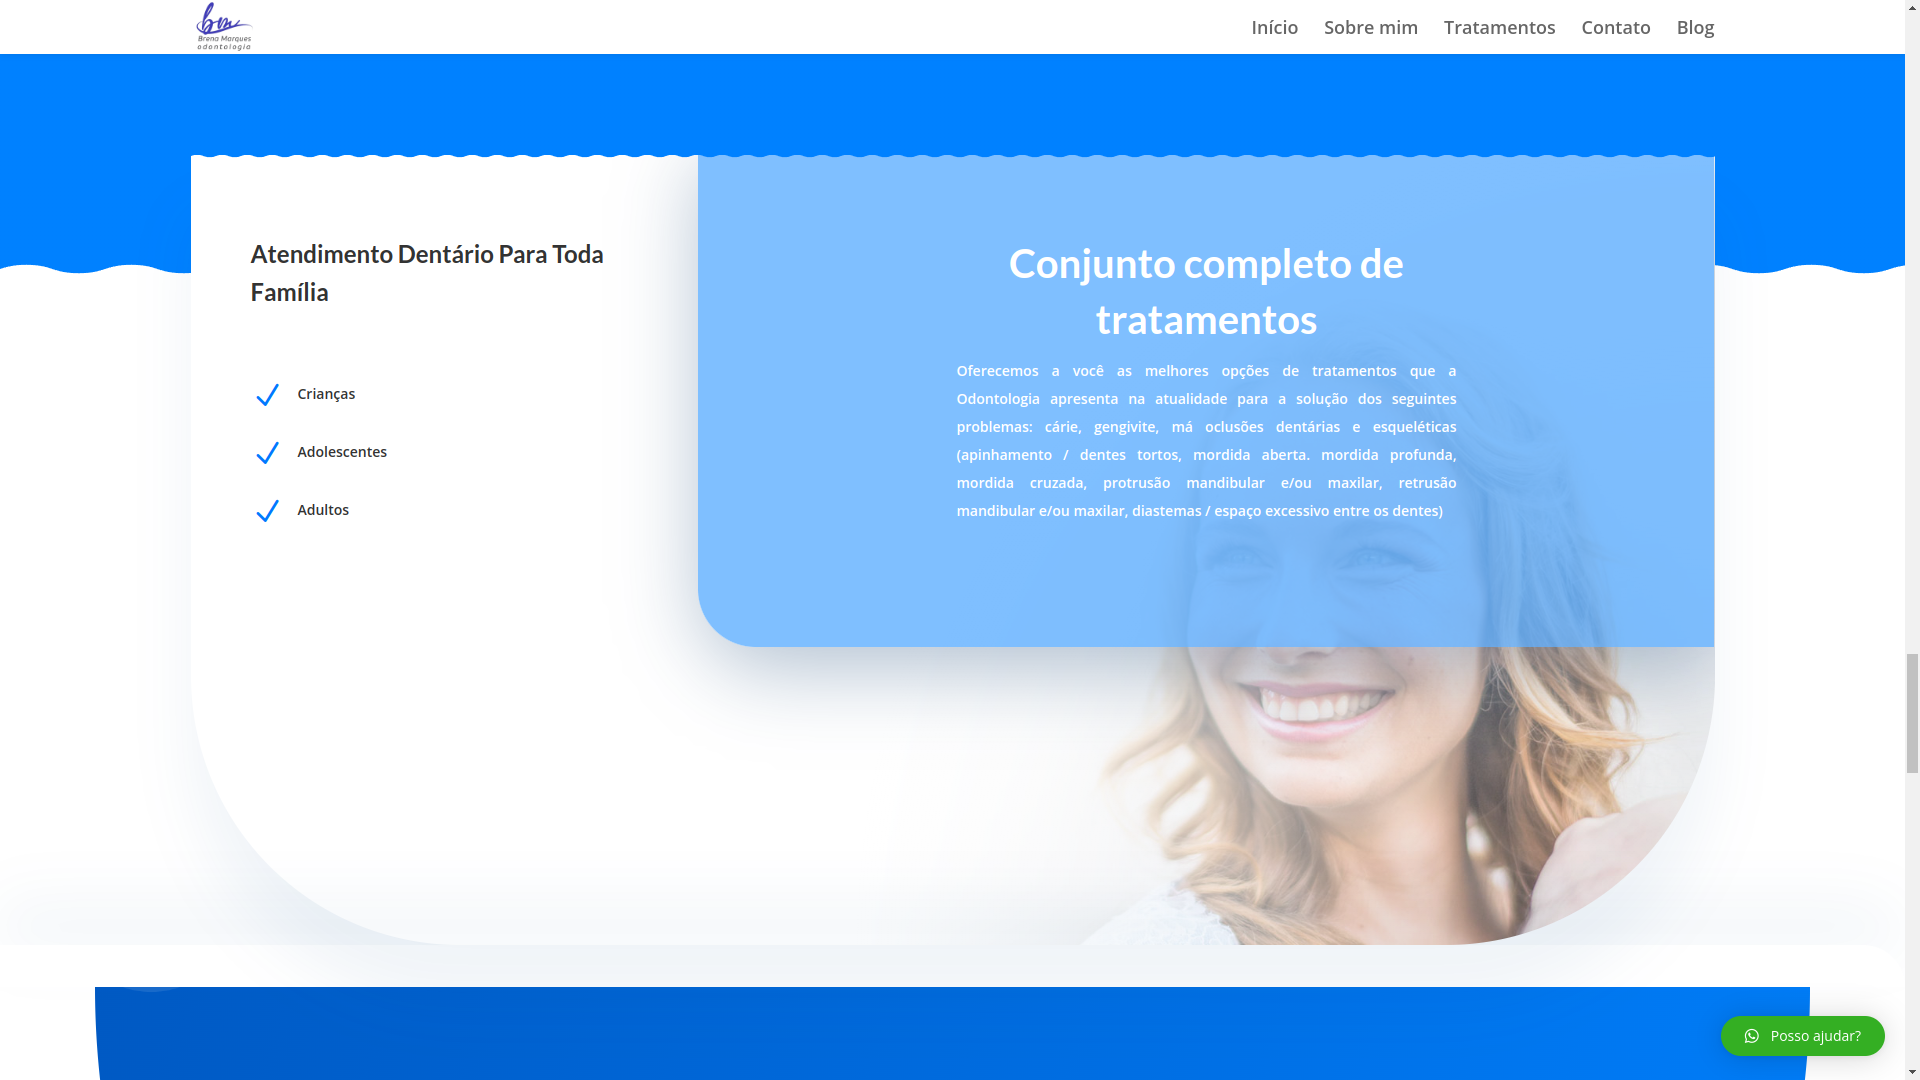 bm
Brena Marques
odontologia
Início
Sobre mim
Tratamentos
Contato
Blog
Atendimento Dentário Para Toda
Família
Crianças
Adolescentes
Adultos
Conjunto completo de
tratamentos
Oferecemos a você as melhores opções de tratamentos que a
Odontologia apresenta na atualidade para a solução dos seguintes
problemas: cárie, gengivite, má oclusões dentárias e esqueléticas
(apinhamento / dentes tortos, mordida aberta. mordida profunda,
mordida cruzada, protrusão mandibular e/ou maxilar, retrusão
mandibular e/ou maxilar, diastemas / espaço excessivo entre os dentes)
Posso ajudar?